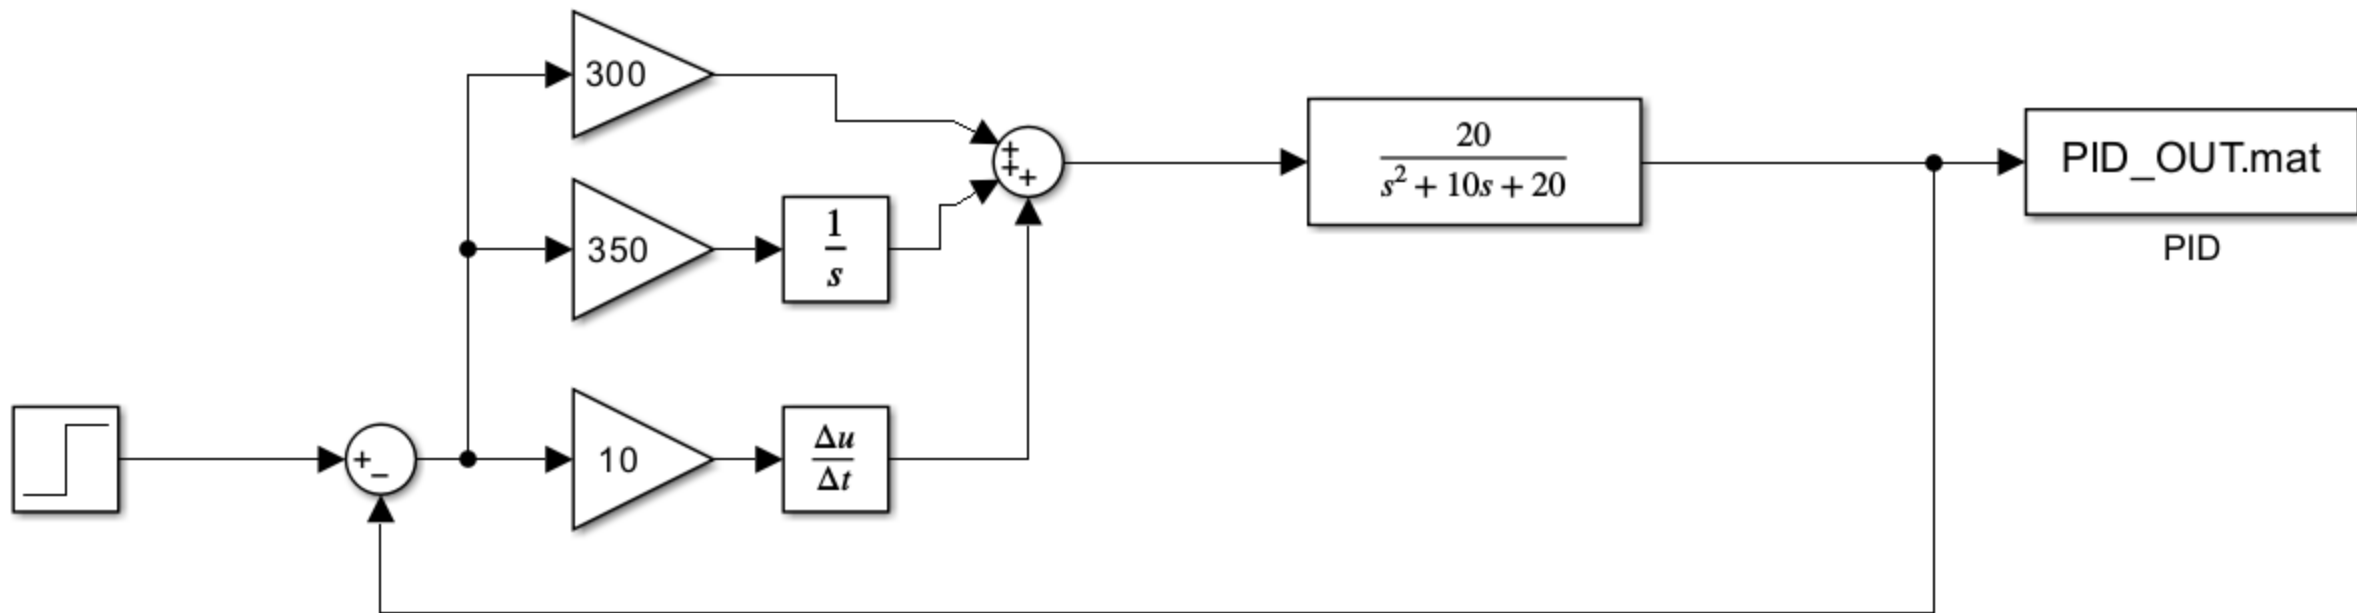 300
+
+
+
20
s² + 10s + 20
PID_OUT.mat
PID
350
1
s
+
−
10
Δu
Δt